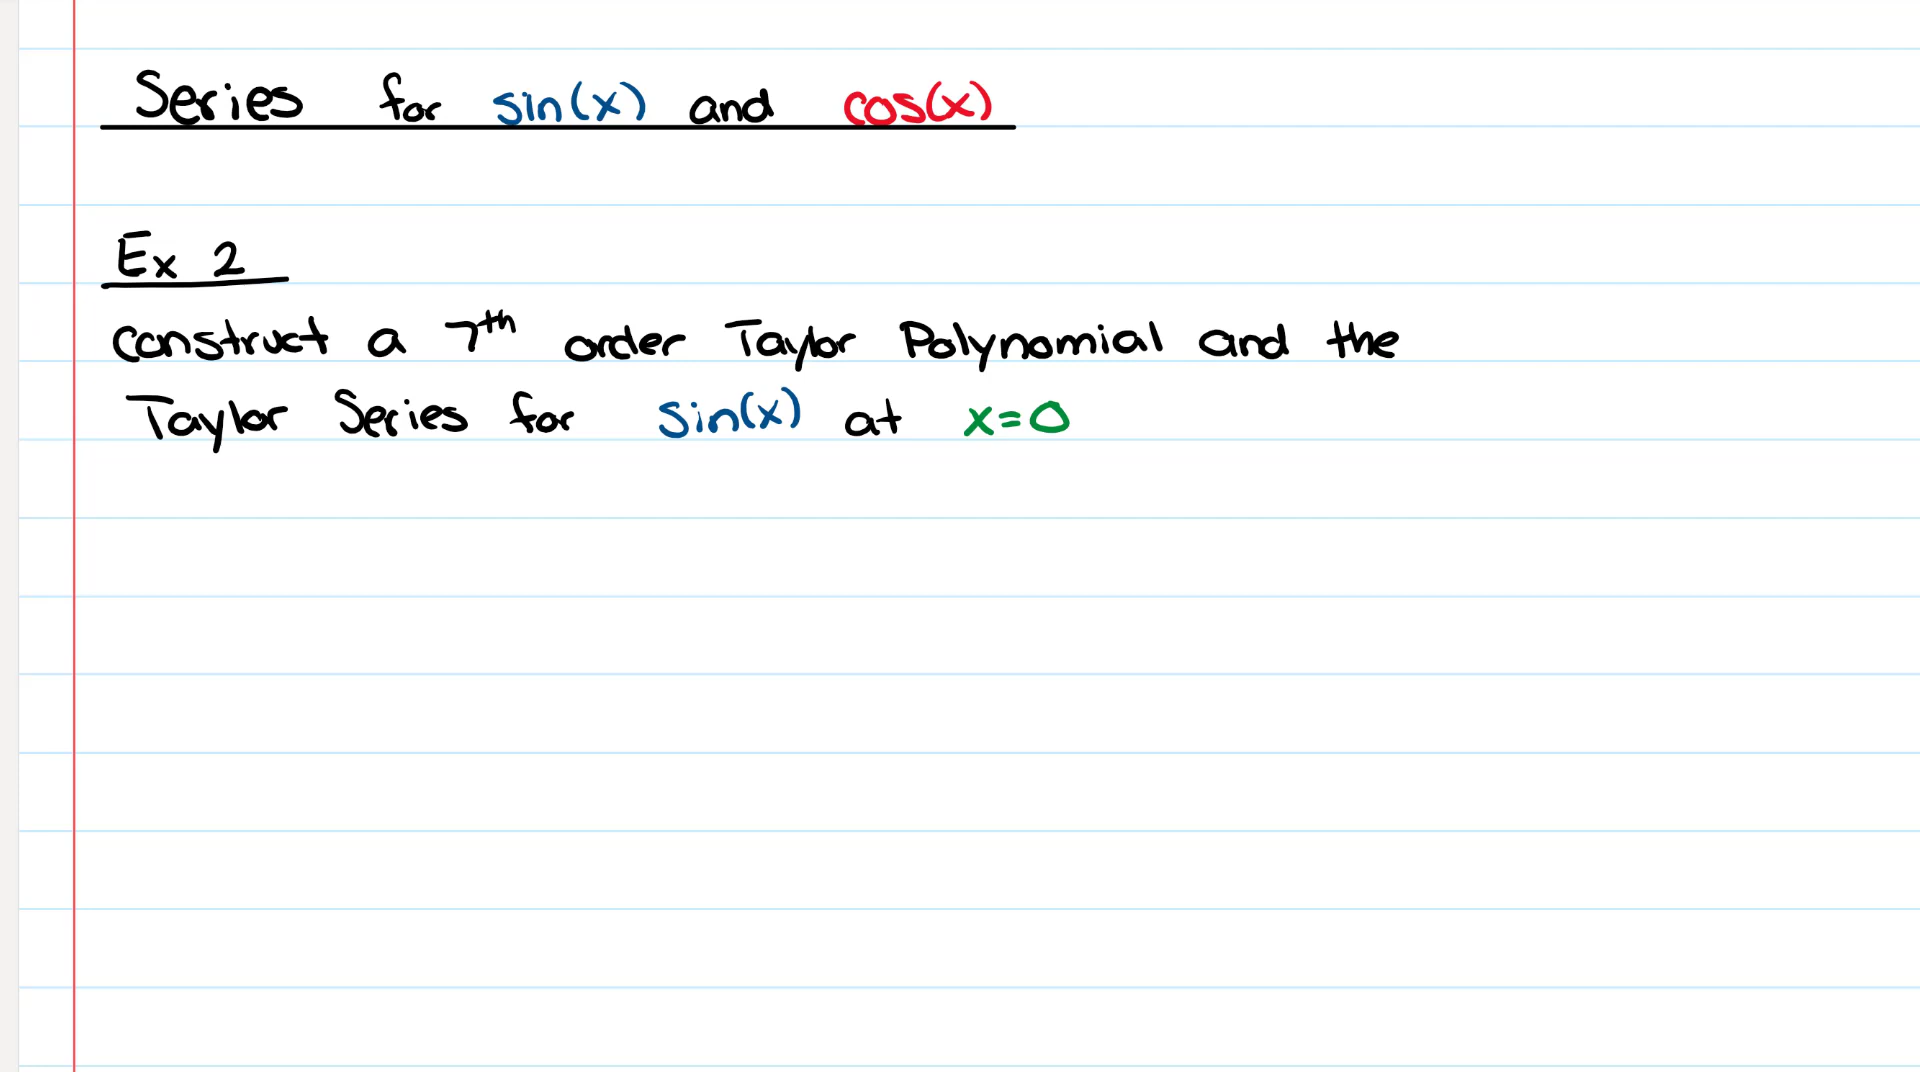 Series for sin(x) and cos(x)
Ex 2
construct a 7th order Taylor Polynomial and the
Taylor Series for sin(x) at x=0